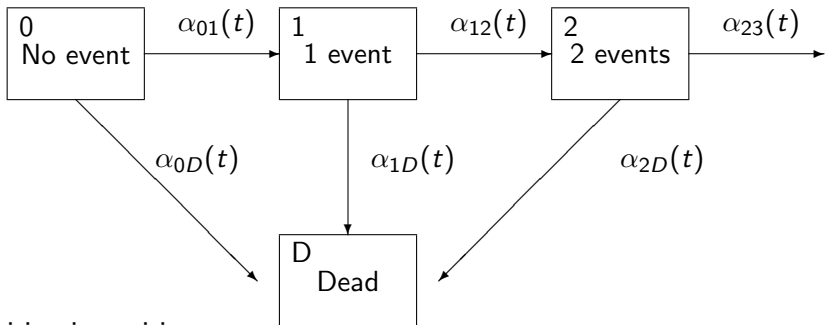 0 α01(t) 1 α12(t) 2 α23(t)
No event 1 event 2 events
α0D(t) α1D(t) α2D(t)
D
Dead